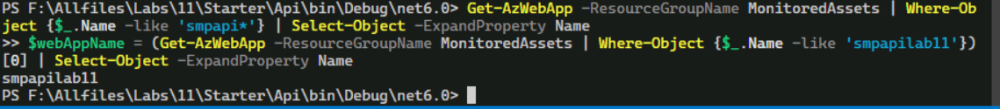 PS F:\Allfiles\Labs\11\Starter\Api\bin\Debug\net6.0> Get-AzWebApp -ResourceGroupName MonitoredAssets | Where-Ob
ject {$_.Name -like 'smpapi*'} | Select-Object -ExpandProperty Name
>> $webAppName = (Get-AzWebApp -ResourceGroupName MonitoredAssets | Where-Object {$_.Name -like 'smpapilab11'})
[0] | Select-Object -ExpandProperty Name
smpapilab11
PS F:\Allfiles\Labs\11\Starter\Api\bin\Debug\net6.0>